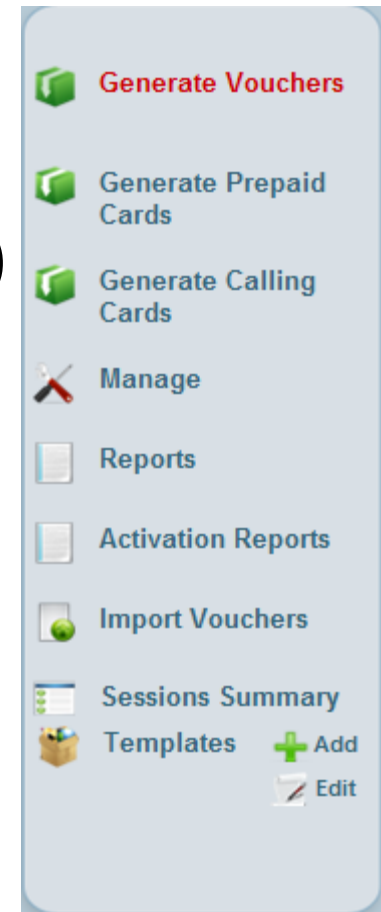 )
Generate Vouchers
Generate Prepaid
Cards
Generate Calling
Cards
Manage
Reports
Activation Reports
Import Vouchers
Sessions Summary
Templates Add
Edit